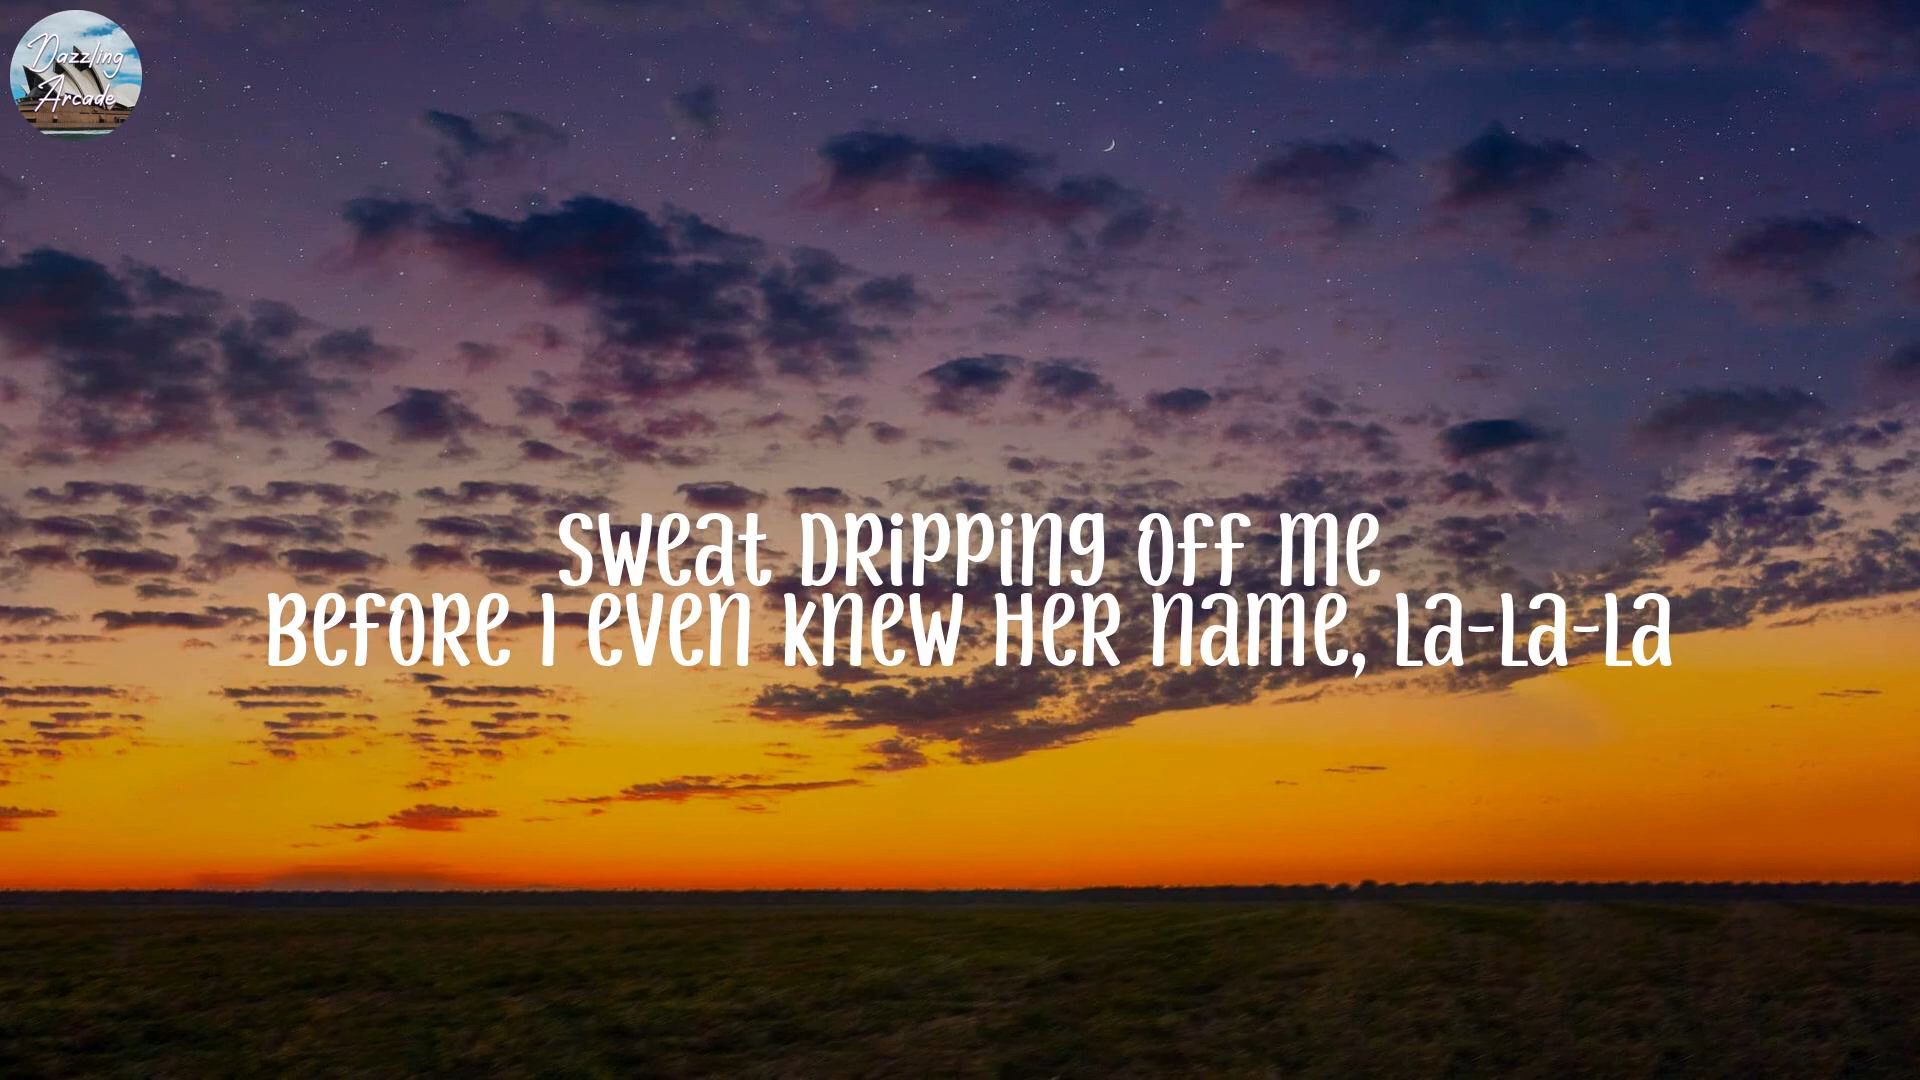 Dazzling
Arcade
Sweat dripping off me
Before I even knew her name, la-la-la